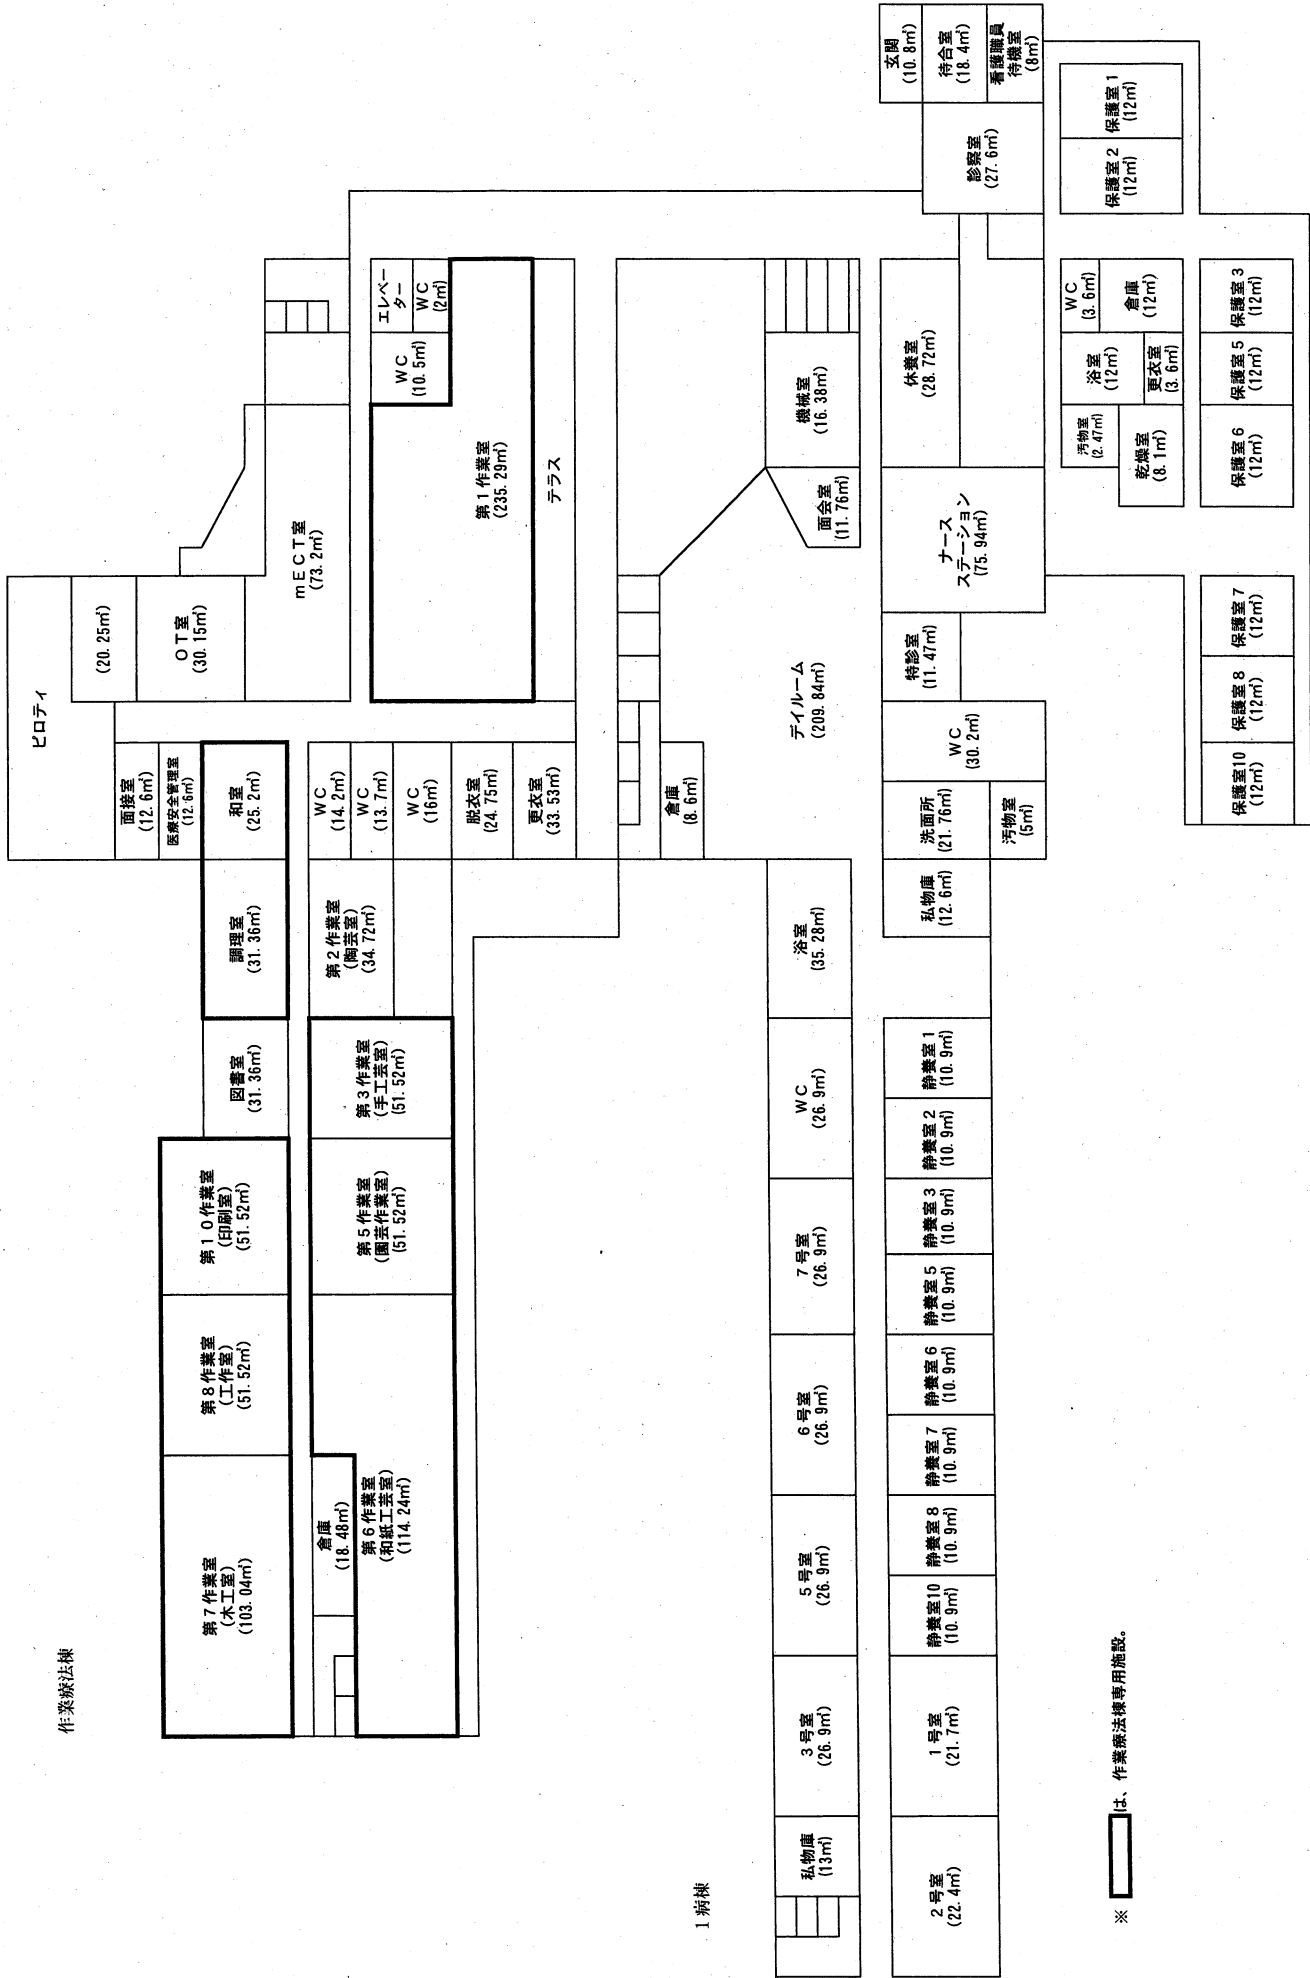 作業療法棟
第7作業室
(木工室)
(103.04㎡)
第8作業室
(工作室)
(51.52㎡)
第10作業室
(印刷室)
(51.52㎡)
図書室
(31.36㎡)
調理室
(31.36㎡)
和室
(25.2㎡)
医療安全管理室
(12.6㎡)
面接室
(12.6㎡)
ピロティ
(20.25㎡)
OT室
(30.15㎡)
mECT室
(73.2㎡)
倉庫
(18.48㎡)
第6作業室
(和紙工芸室)
(114.24㎡)
第5作業室
(園芸作業室)
(51.52㎡)
第3作業室
(手工芸室)
(51.52㎡)
第2作業室
(陶芸室)
(34.72㎡)
WC
(14.2㎡)
WC
(13.7㎡)
WC
(16㎡)
脱衣室
(24.75㎡)
更衣室
(33.53㎡)
第1作業室
(235.29㎡)
WC
(10.5㎡)
エレベー
ター
WC
(2㎡)
テラス
1病棟
私物庫
(13㎡)
3号室
(26.9㎡)
5号室
(26.9㎡)
6号室
(26.9㎡)
7号室
(26.9㎡)
WC
(26.9㎡)
浴室
(35.28㎡)
倉庫
(8.6㎡)
デイルーム
(209.84㎡)
面会室
(11.76㎡)
機械室
(16.38㎡)
2号室
(22.4㎡)
1号室
(21.7㎡)
静養室10
(10.9㎡)
静養室8
(10.9㎡)
静養室7
(10.9㎡)
静養室6
(10.9㎡)
静養室5
(10.9㎡)
静養室3
(10.9㎡)
静養室2
(10.9㎡)
静養室1
(10.9㎡)
私物庫
(12.6㎡)
洗面所
(21.76㎡)
汚物室
(5㎡)
WC
(30.2㎡)
特診室
(11.47㎡)
ナース
ステーション
(75.94㎡)
休養室
(28.72㎡)
診察室
(27.6㎡)
玄関
(10.8㎡)
待合室
(18.4㎡)
看護職員
待機室
(8㎡)
汚物室
(2.47㎡)
乾燥室
(8.1㎡)
浴室
(12㎡)
更衣室
(3.6㎡)
WC
(3.6㎡)
倉庫
(12㎡)
保護室2
(12㎡)
保護室1
(12㎡)
保護室10
(12㎡)
保護室8
(12㎡)
保護室7
(12㎡)
保護室6
(12㎡)
保護室5
(12㎡)
保護室3
(12㎡)
※ は、作業療法棟専用施設。